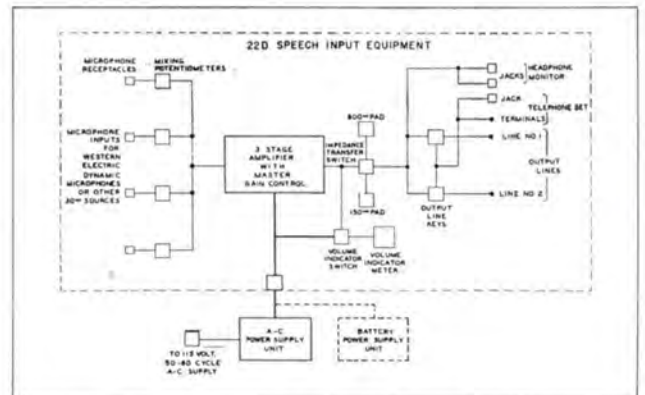 22D SPEECH INPUT EQUIPMENT
MICROPHONE
RECEPTACLES
MIXING
POTENTIOMETERS
MICROPHONE
INPUTS
FOR
WESTERN
ELECTRIC
DYNAMIC
MICROPHONES
OR OTHER
30ω SOURCES
3 STAGE
AMPLIFIER
WITH
MASTER
GAIN CONTROL
IMPEDANCE
TRANSFER
SWITCH
600ω PAD
150ω PAD
VOLUME
INDICATOR
SWITCH
VOLUME
INDICATOR
METER
JACKS
HEADPHONE
MONITOR
JACK
TERMINALS
TELEPHONE SET
LINE NO 1
LINE NO 2
OUTPUT
LINES
OUTPUT
LINE
KEYS
A-C
POWER SUPPLY
UNIT
BATTERY
POWER SUPPLY
UNIT
TO 115 VOLT,
50-60 CYCLE
A-C SUPPLY